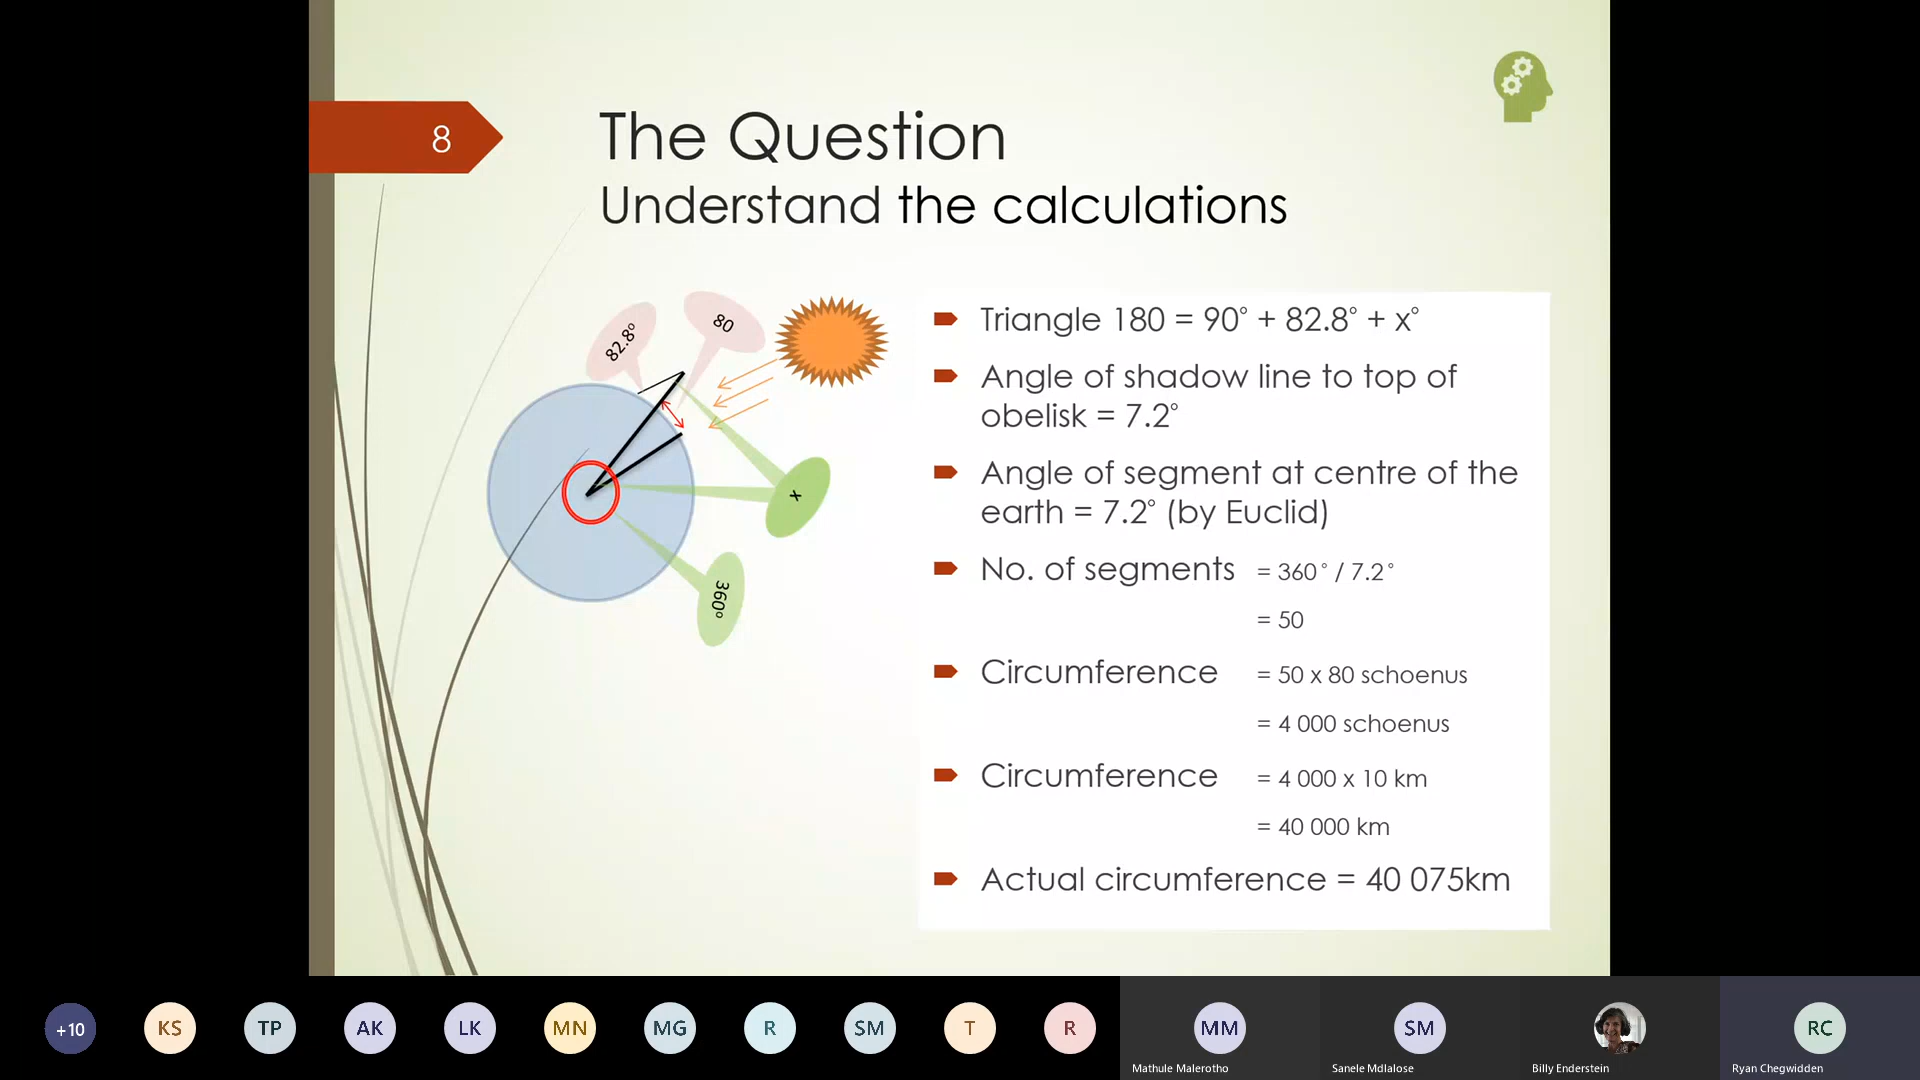 8
The Question
Understand the calculations
82.8°
80
x
360°
Triangle 180 = 90° + 82.8° + x°
Angle of shadow line to top of
obelisk = 7.2°
Angle of segment at centre of the
earth = 7.2° (by Euclid)
No. of segments = 360° / 7.2°
= 50
Circumference = 50 x 80 schoenus
= 4 000 schoenus
Circumference = 4 000 x 10 km
= 40 000 km
Actual circumference = 40 075km
+10
KS
TP
AK
LK
MN
MG
R
SM
T
R
MM
SM
RC
Mathule Malerotho
Sanele Mdlalose
Billy Enderstein
Ryan Chegwidden